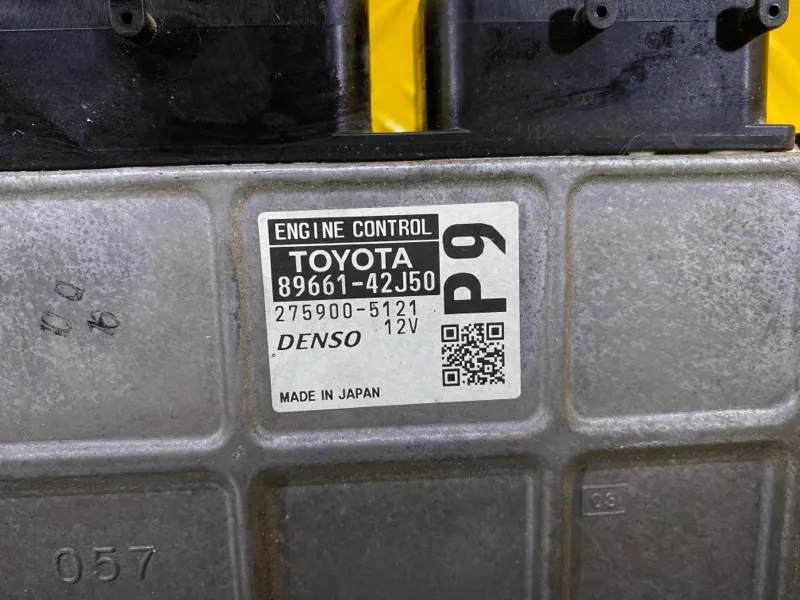 ENGINE CONTROL
TOYOTA
89661-42J50
P9
275900-5121
12V
DENSO
MADE IN JAPAN
057